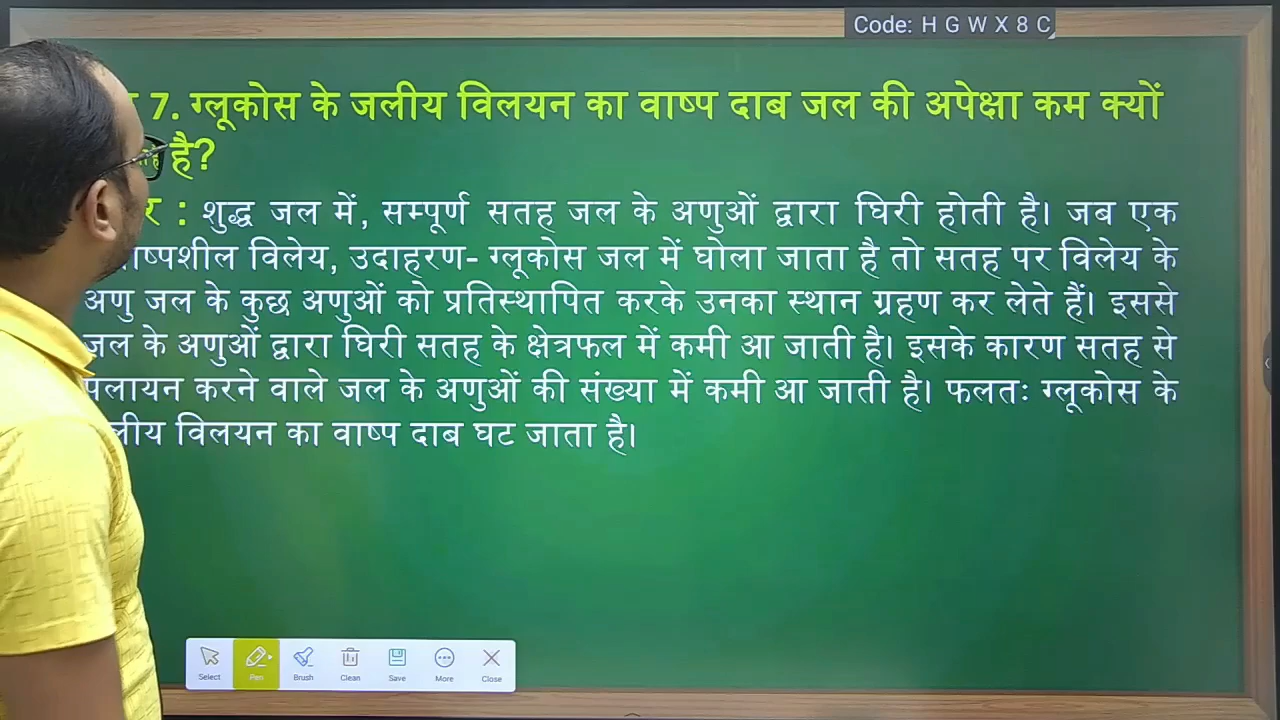 Code: H G W X 8 C
7. ग्लूकोस के जलीय विलयन का वाष्प दाब जल की अपेक्षा कम क्यों
है?
: शुद्ध जल में, सम्पूर्ण सतह जल के अणुओं द्वारा घिरी होती है। जब एक
विलेय, उदाहरण- ग्लूकोस जल में घोला जाता है तो सतह पर विलेय के
अणु जल के कुछ अणुओं को प्रतिस्थापित करके उनका स्थान ग्रहण कर लेते हैं। इससे
जल के अणुओं द्वारा घिरी सतह के क्षेत्रफल में कमी आ जाती है। इसके कारण सतह से
पलायन करने वाले जल के अणुओं की संख्या में कमी आ जाती है। फलतः ग्लूकोस के
विलयन का वाष्प दाब घट जाता है।
Select Pen Brush Clean Save More Close